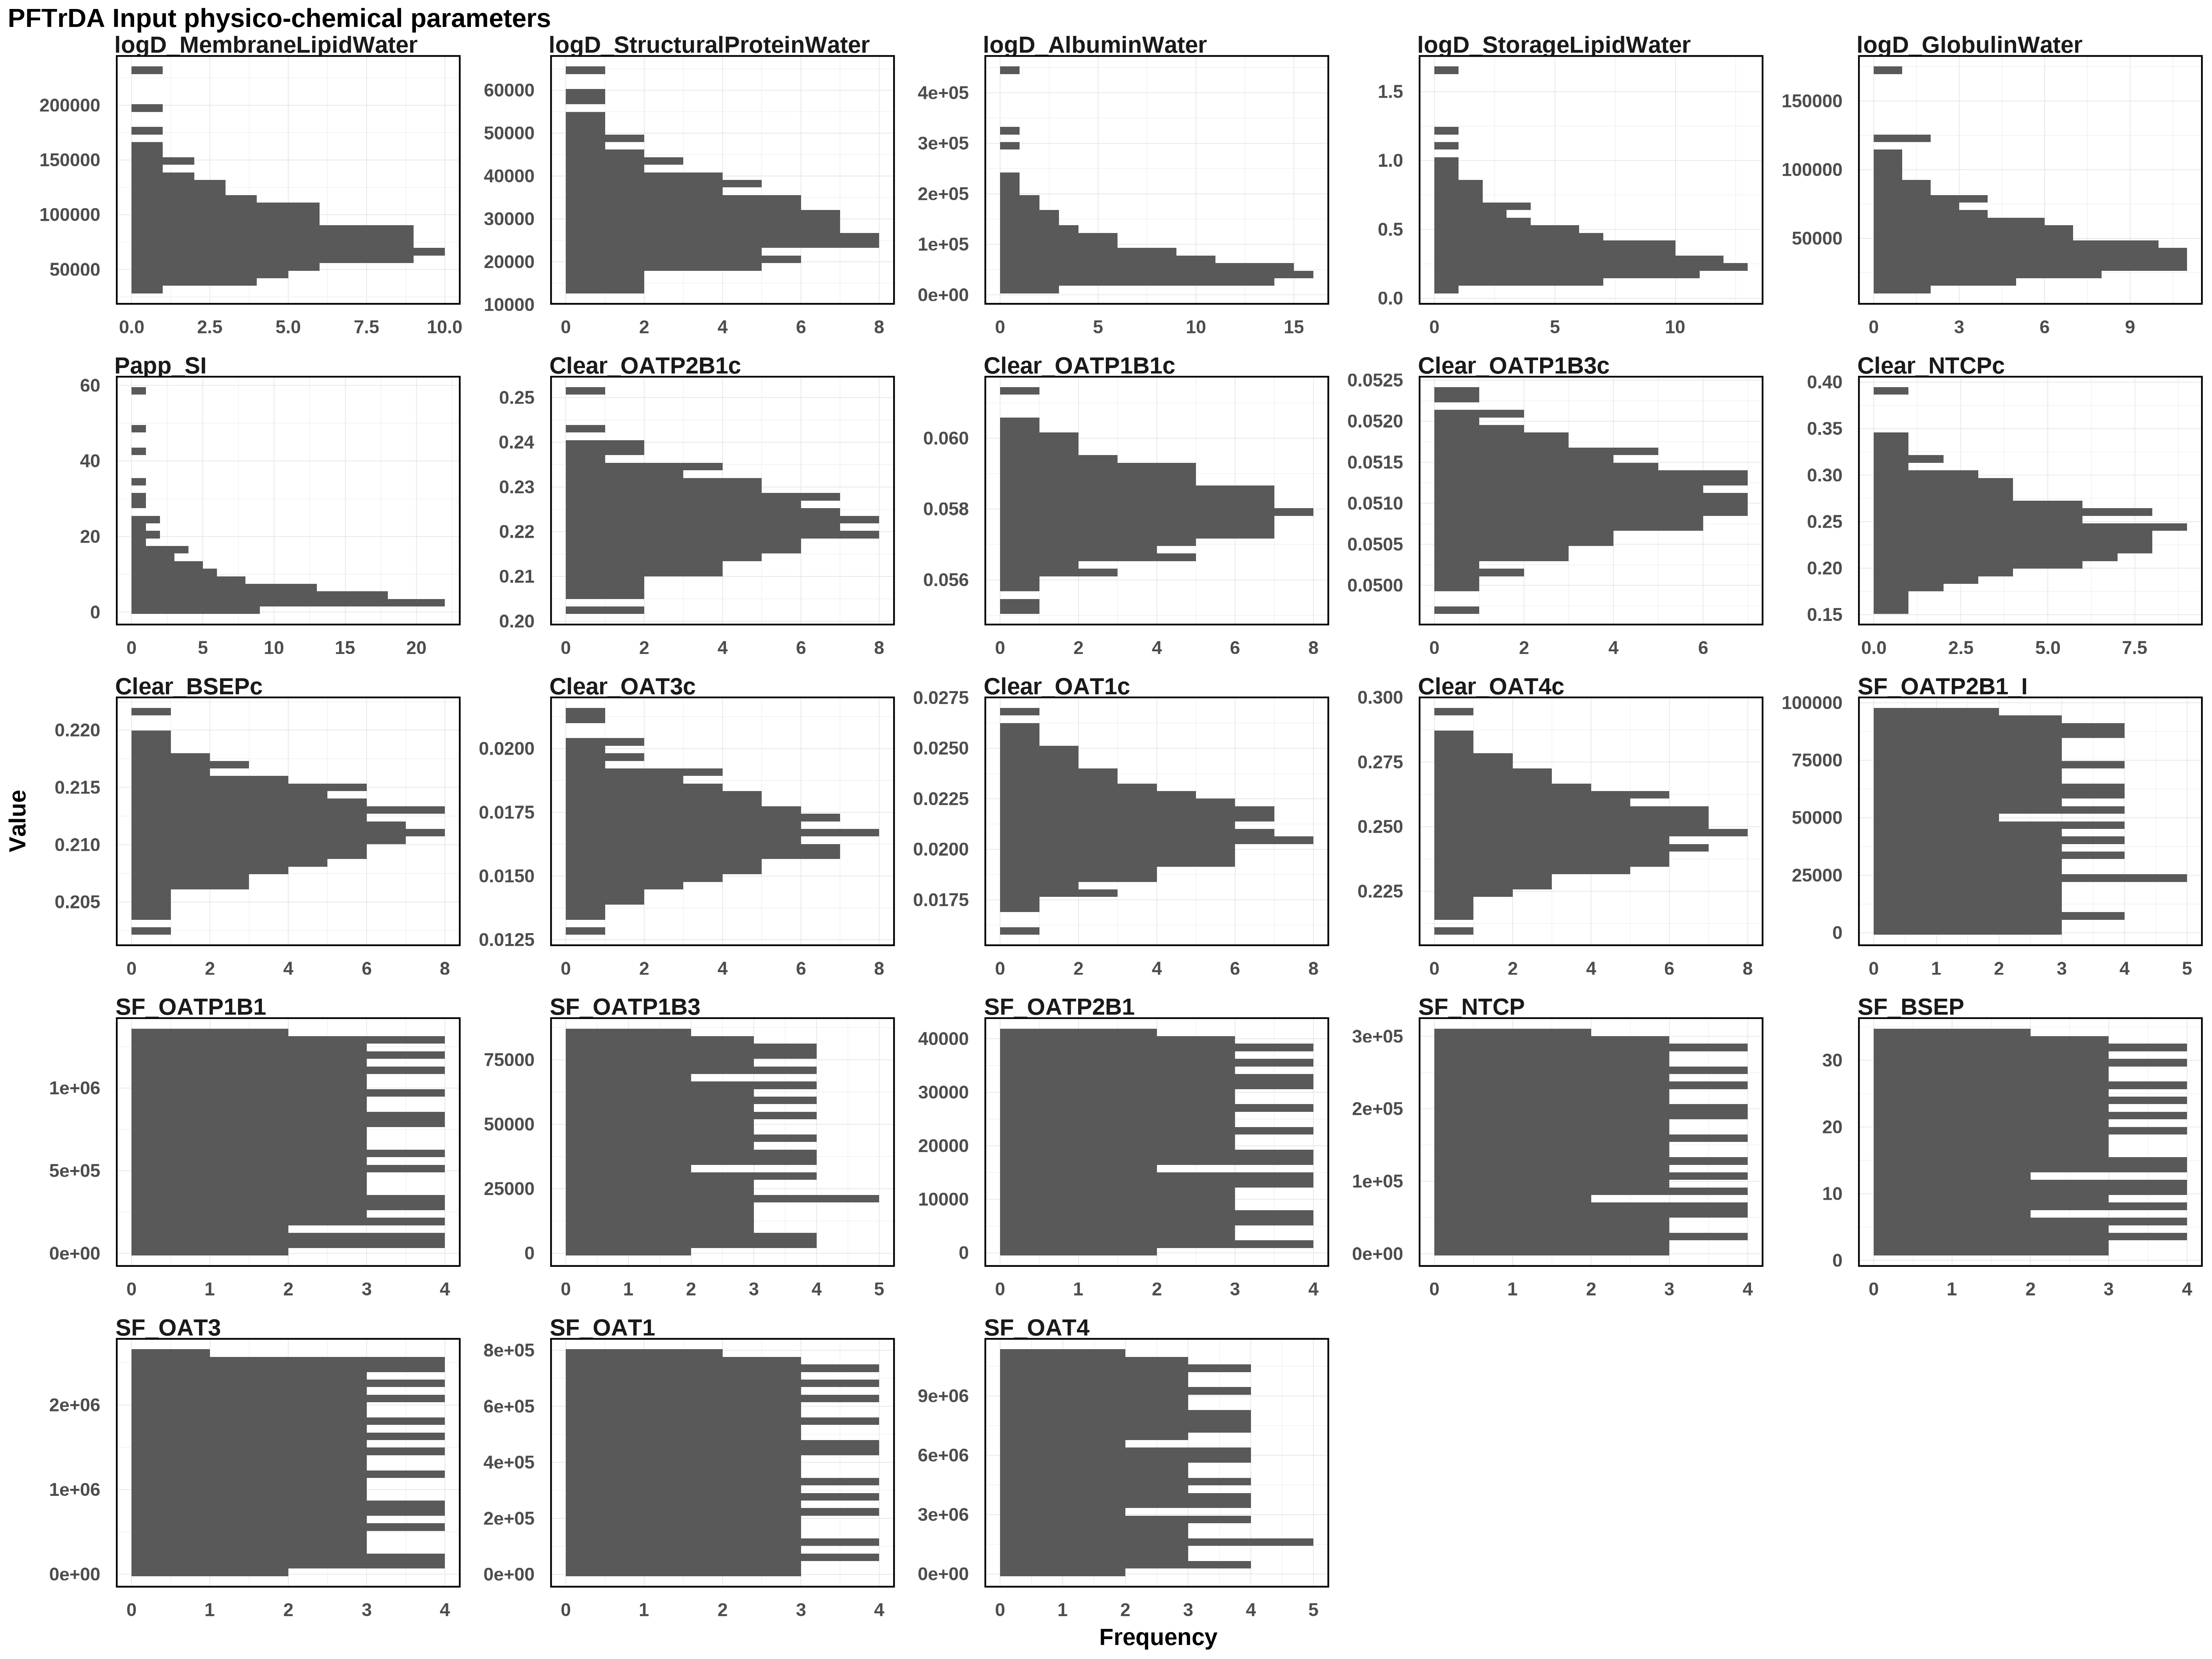 PFTrDA Input physico-chemical parameters
logD_MembraneLipidWater
logD_StructuralProteinWater
logD_AlbuminWater
logD_StorageLipidWater
logD_GlobulinWater
200000
150000
100000
50000
0.0 2.5 5.0 7.5 10.0
60000
50000
40000
30000
20000
10000
0 2 4 6 8
4e+05
3e+05
2e+05
1e+05
0e+00
0 5 10 15
1.5
1.0
0.5
0.0
0 5 10
150000
100000
50000
0 3 6 9
Papp_SI
Clear_OATP2B1c
Clear_OATP1B1c
Clear_OATP1B3c
Clear_NTCPc
60
40
20
0
0 5 10 15 20
0.25
0.24
0.23
0.22
0.21
0.20
0 2 4 6 8
0.060
0.058
0.056
0 2 4 6 8
0.0525
0.0520
0.0515
0.0510
0.0505
0.0500
0 2 4 6
0.40
0.35
0.30
0.25
0.20
0.15
0.0 2.5 5.0 7.5
Clear_BSEPc
Clear_OAT3c
Clear_OAT1c
Clear_OAT4c
SF_OATP2B1_I
0.220
0.215
0.210
0.205
0 2 4 6 8
0.0200
0.0175
0.0150
0.0125
0 2 4 6 8
0.0275
0.0250
0.0225
0.0200
0.0175
0 2 4 6 8
0.300
0.275
0.250
0.225
0 2 4 6 8
100000
75000
50000
25000
0
0 1 2 3 4 5
Value
SF_OATP1B1
SF_OATP1B3
SF_OATP2B1
SF_NTCP
SF_BSEP
1e+06
5e+05
0e+00
0 1 2 3 4
75000
50000
25000
0
0 1 2 3 4 5
40000
30000
20000
10000
0
0 1 2 3 4
3e+05
2e+05
1e+05
0e+00
0 1 2 3 4
30
20
10
0
0 1 2 3 4
SF_OAT3
SF_OAT1
SF_OAT4
2e+06
1e+06
0e+00
0 1 2 3 4
8e+05
6e+05
4e+05
2e+05
0e+00
0 1 2 3 4
9e+06
6e+06
3e+06
0e+00
0 1 2 3 4 5
Frequency